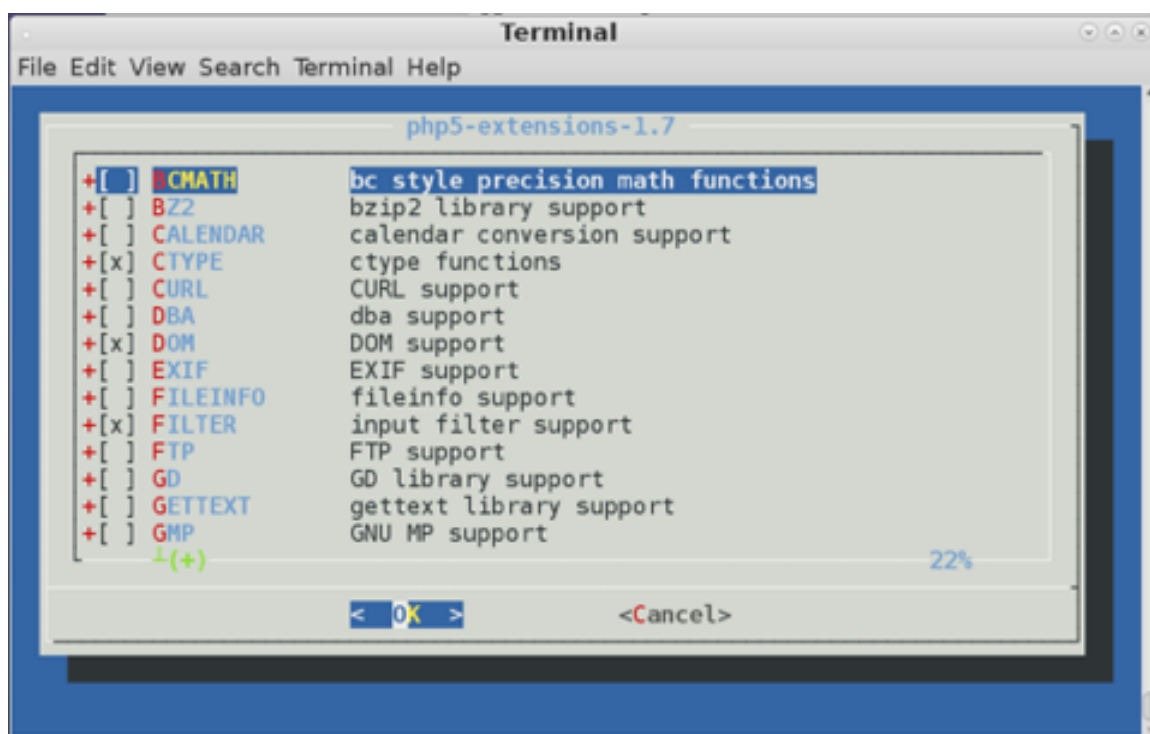 Terminal
File Edit View Search Terminal Help
php5-extensions-1.7
+[ ] BCMATH bc style precision math functions
+[ ] BZ2 bzip2 library support
+[ ] CALENDAR calendar conversion support
+[x] CTYPE ctype functions
+[ ] CURL CURL support
+[ ] DBA dba support
+[x] DOM DOM support
+[ ] EXIF EXIF support
+[ ] FILEINFO fileinfo support
+[x] FILTER input filter support
+[ ] FTP FTP support
+[ ] GD GD library support
+[ ] GETTEXT gettext library support
+[ ] GMP GNU MP support
┴(+) 22%
< OK > <Cancel>